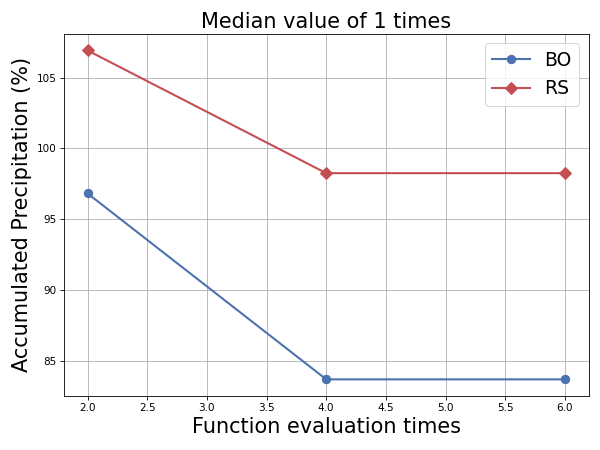 Median value of 1 times
BO
RS
Accumulated Precipitation (%)
105
100
95
90
85
2.0 2.5 3.0 3.5 4.0 4.5 5.0 5.5 6.0
Function evaluation times